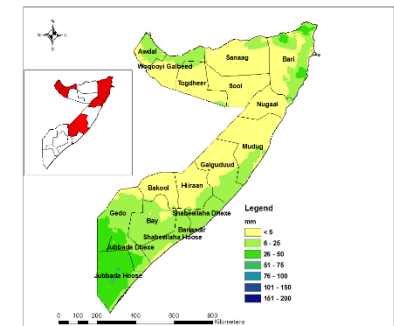 N
Awdal
Woqooyi Galbeed
Sanaag
Bari
Togdheer
Sool
Nugaal
Mudug
Galguduud
Hiiraan
Bakool
Gedo
Shabeellaha Dhexe
Bay
Banaadir
Shabeellaha Hoose
Jubbada Dhexe
Jubbada Hoose
Legend
mm
< 5
6 - 25
26 - 50
51 - 75
76 - 100
101 - 150
151 - 200
0 100 200 400 600 800
Kilometers